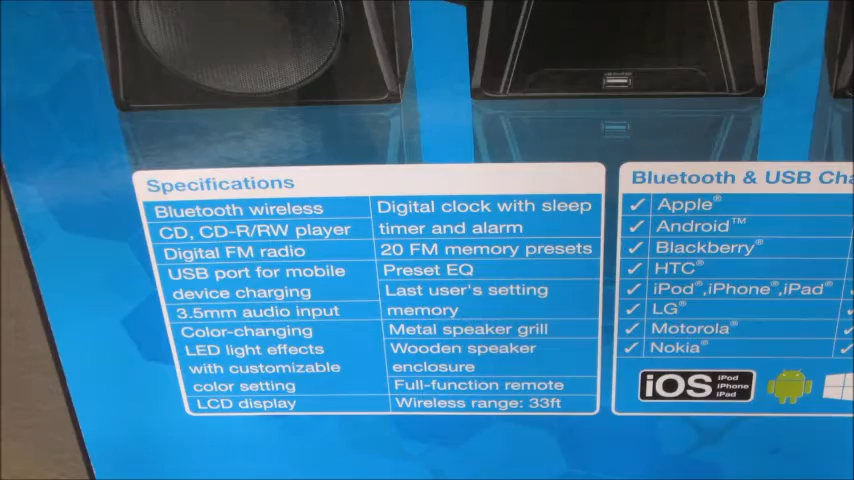 Specifications
Bluetooth wireless
CD, CD-R/RW player
Digital FM radio
USB port for mobile
device charging
3.5mm audio input
Color-changing
LED light effects
with customizable
color setting
LCD display
Digital clock with sleep
timer and alarm
20 FM memory presets
Preset EQ
Last user's setting
memory
Metal speaker grill
Wooden speaker
enclosure
Full-function remote
Wireless range: 33ft
Bluetooth & USB Cha
✓ Apple®
✓ Android™
✓ Blackberry®
✓ HTC®
✓ iPod®,iPhone®,iPad®
✓ LG®
✓ Motorola®
✓ Nokia®
iOS
iPod
iPhone
iPad